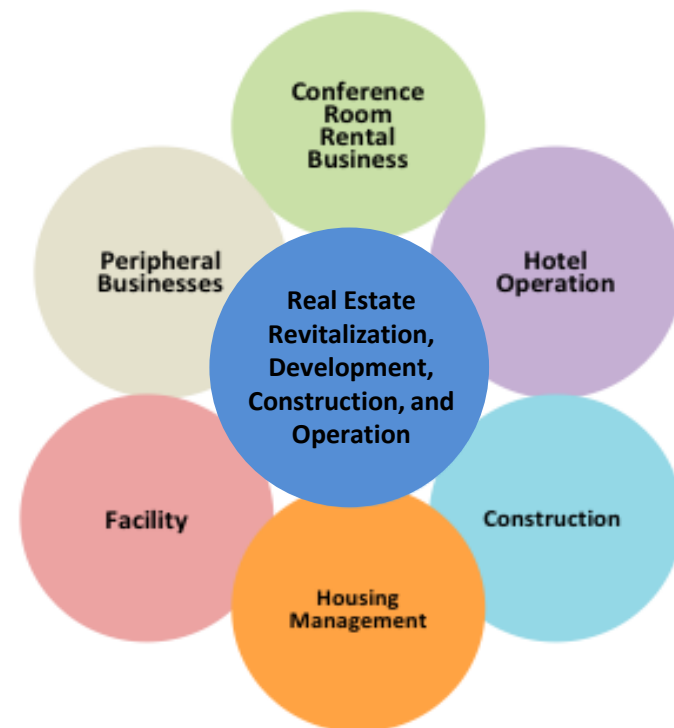 Conference
Room
Rental
Business
Peripheral
Businesses
Hotel
Operation
Real Estate
Revitalization,
Development,
Construction, and
Operation
Facility
Construction
Housing
Management